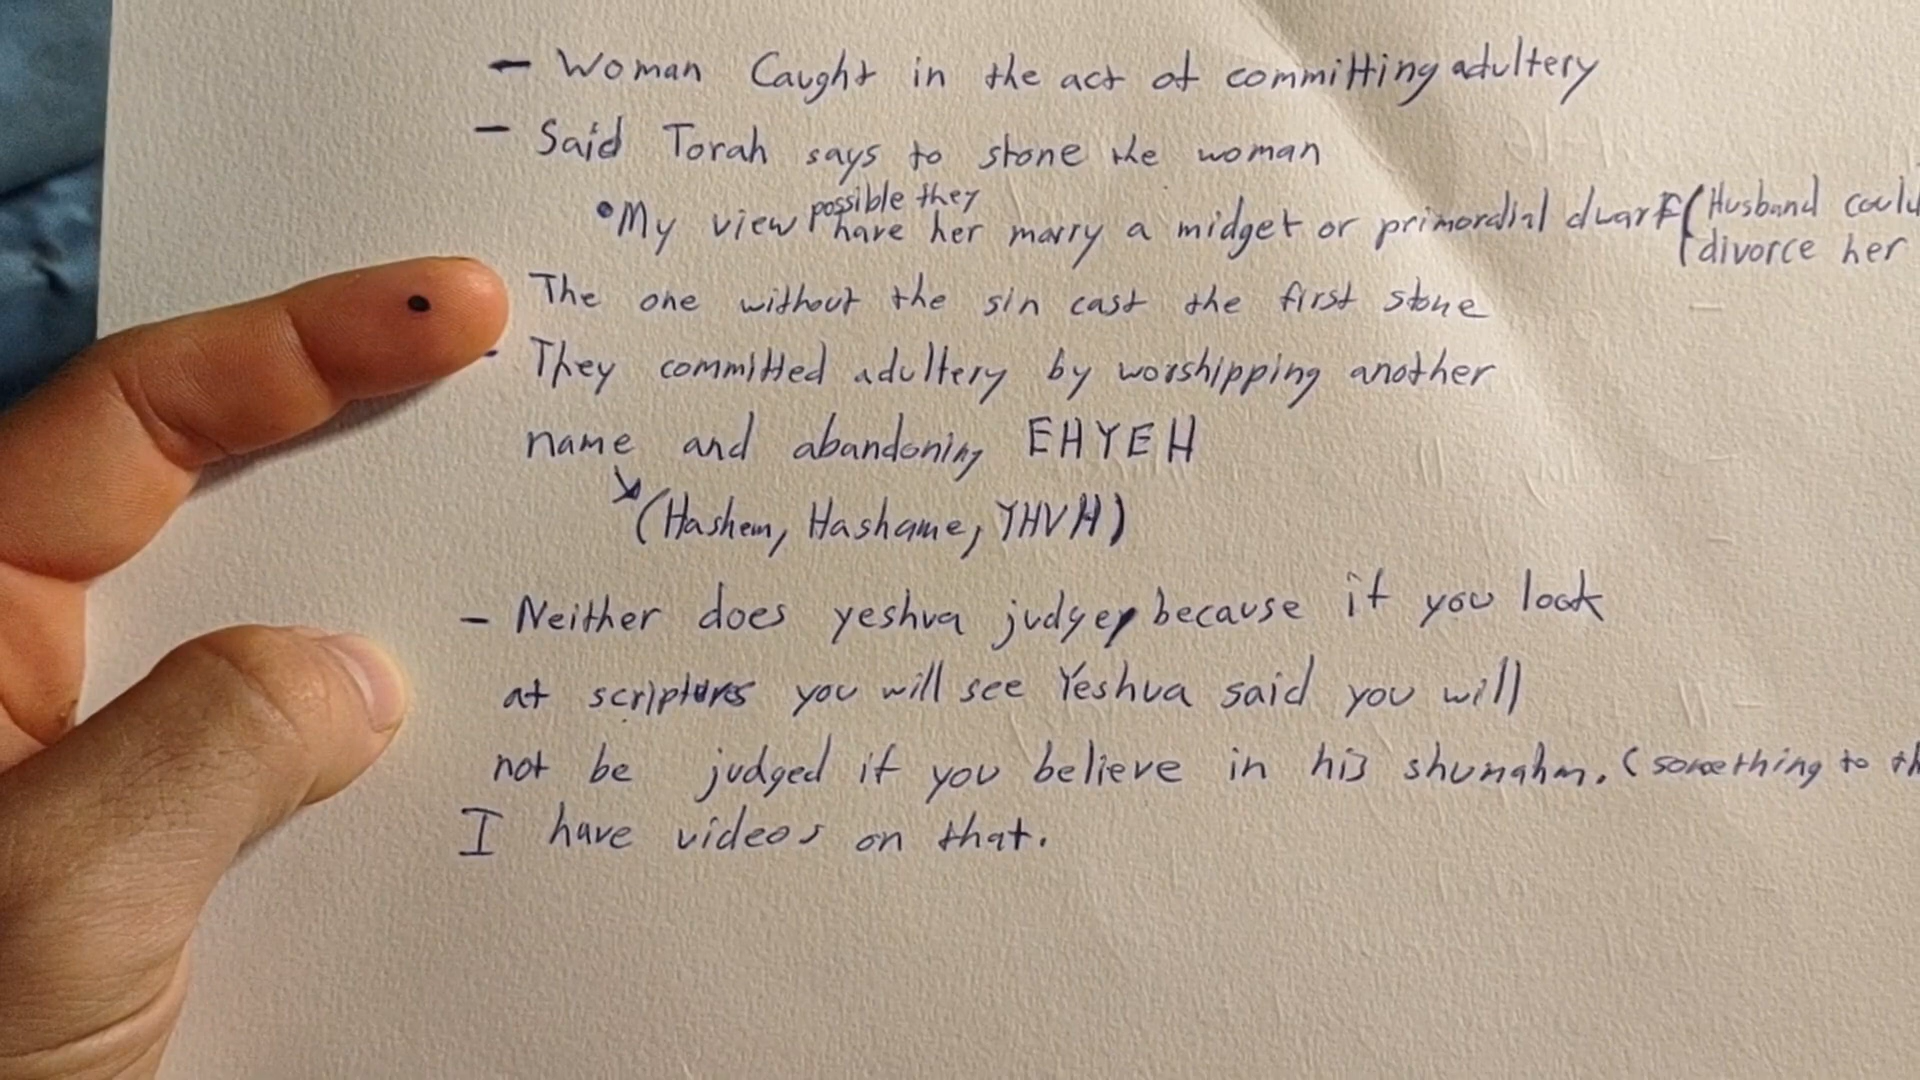 - Woman Caught in the act of committing adultery
- Said Torah says to stone the woman
possible they
•My view have her marry a midget or primordial dwarf (Husband could
(divorce her
The one without the sin cast the first stone
- They committed adultery by worshipping another
name and abandoning EHYEH
(Hashem, Hashame, YHVH)
- Neither does yeshua judge, because if you look
at scriptures you will see Yeshua said you will
not be judged if you believe in his shumahm. (something to th
I have videos on that.